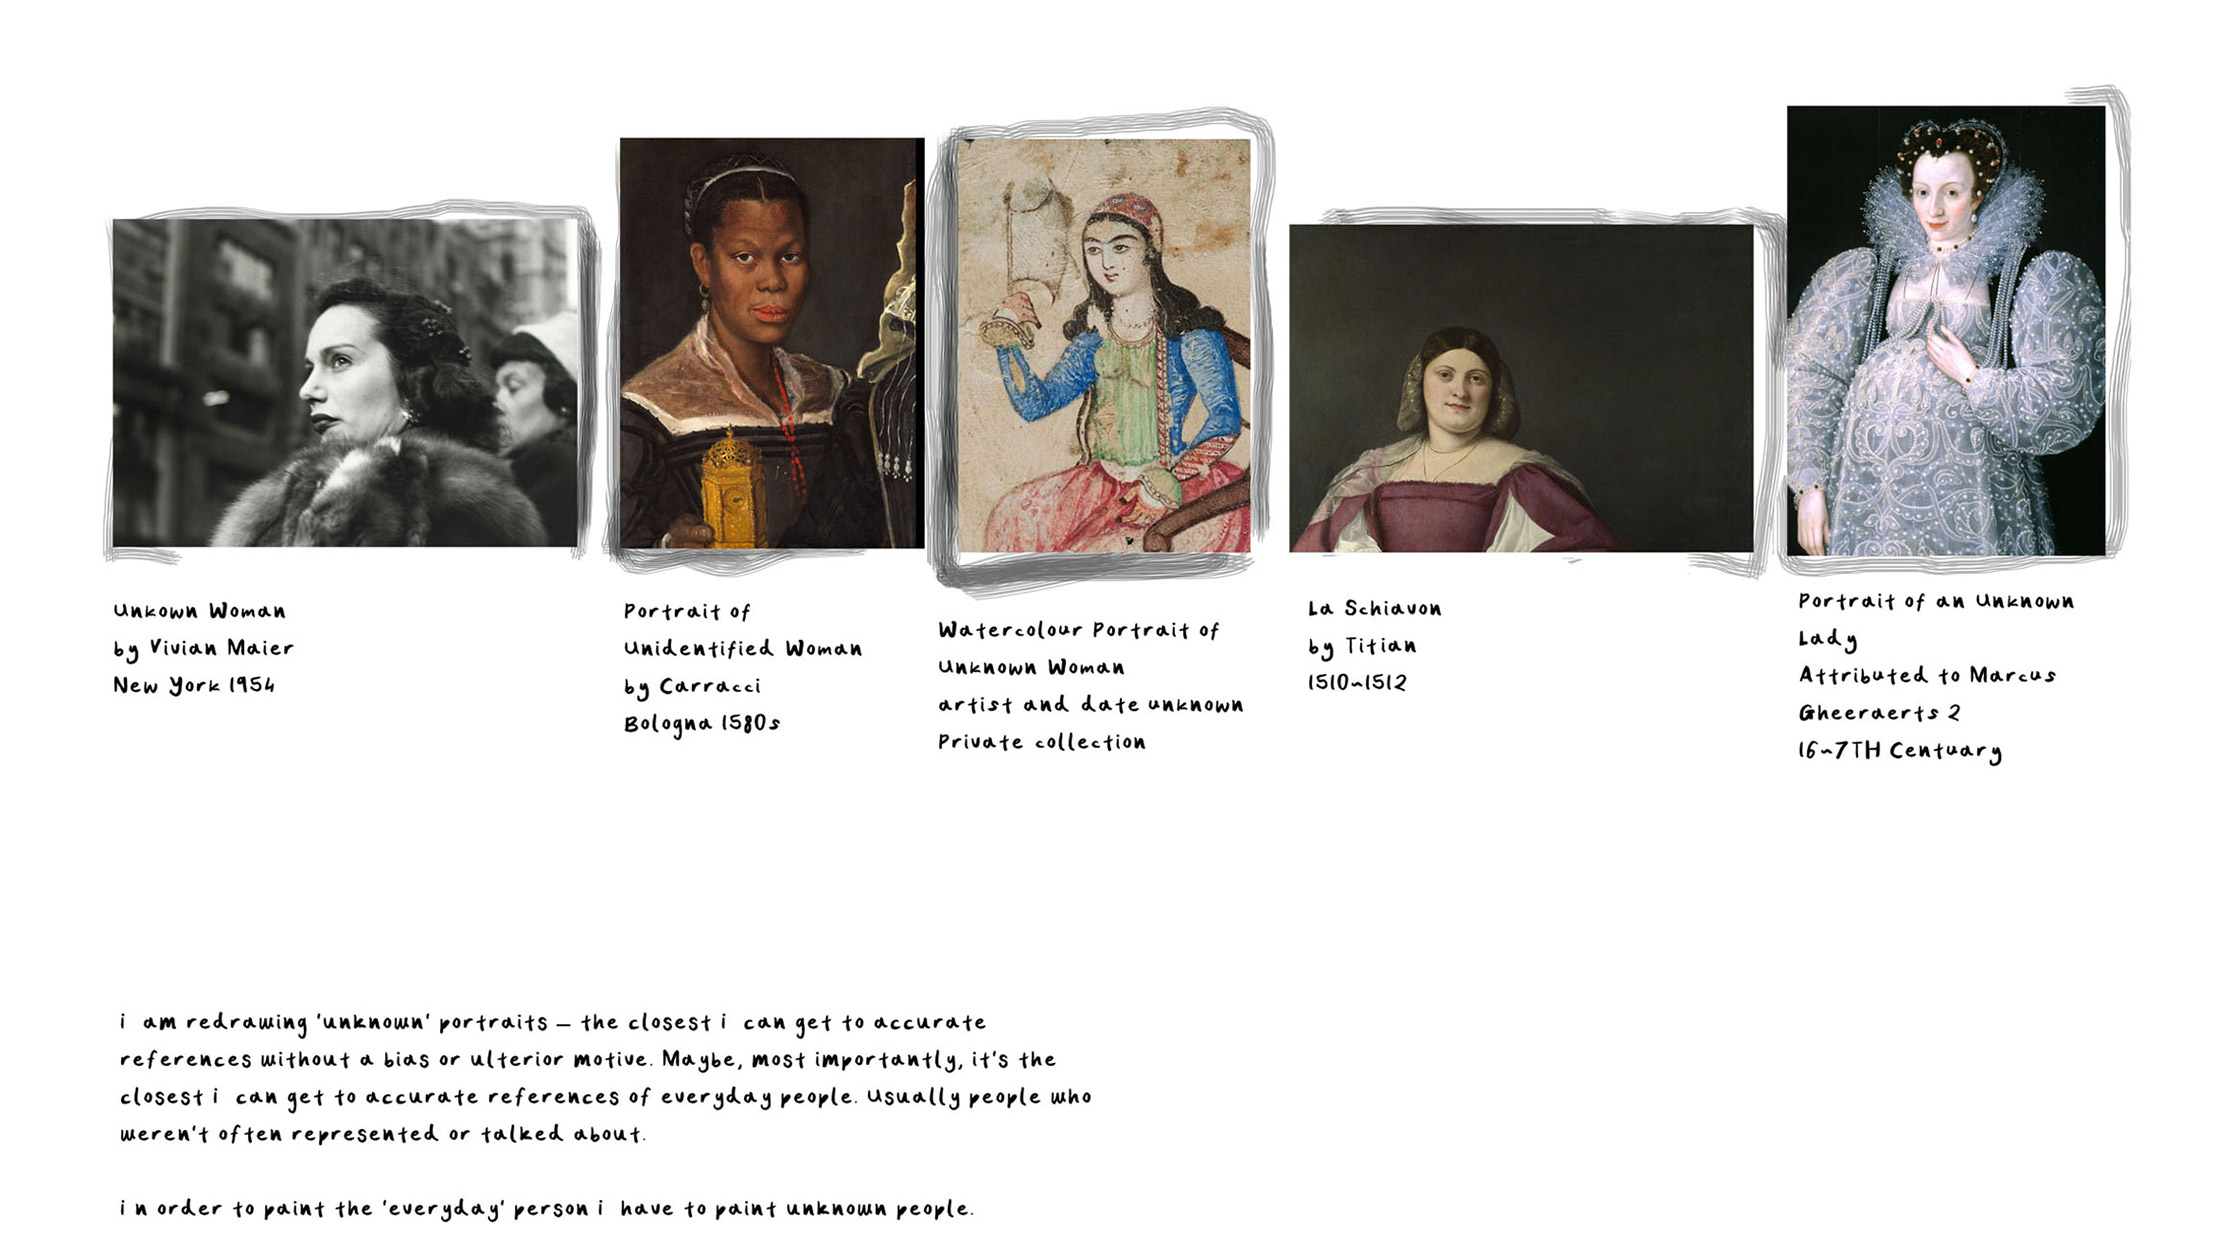 Unkown Woman
by Vivian Maier
New York 1954
Portrait of
Unidentified Woman
by Carracci
Bologna 1580s
Watercolour Portrait of
Unknown Woman
artist and date unknown
Private collection
La Schiavon
by Titian
1510~1512
Portrait of an Unknown
Lady
Attributed to Marcus
Gheeraerts 2
16~7TH Centuary
i am redrawing 'unknown' portraits – the closest i can get to accurate
references without a bias or ulterior motive. Maybe, most importantly, it's the
closest i can get to accurate references of everyday people. Usually people who
weren't often represented or talked about.
in order to paint the 'everyday' person i have to paint unknown people.